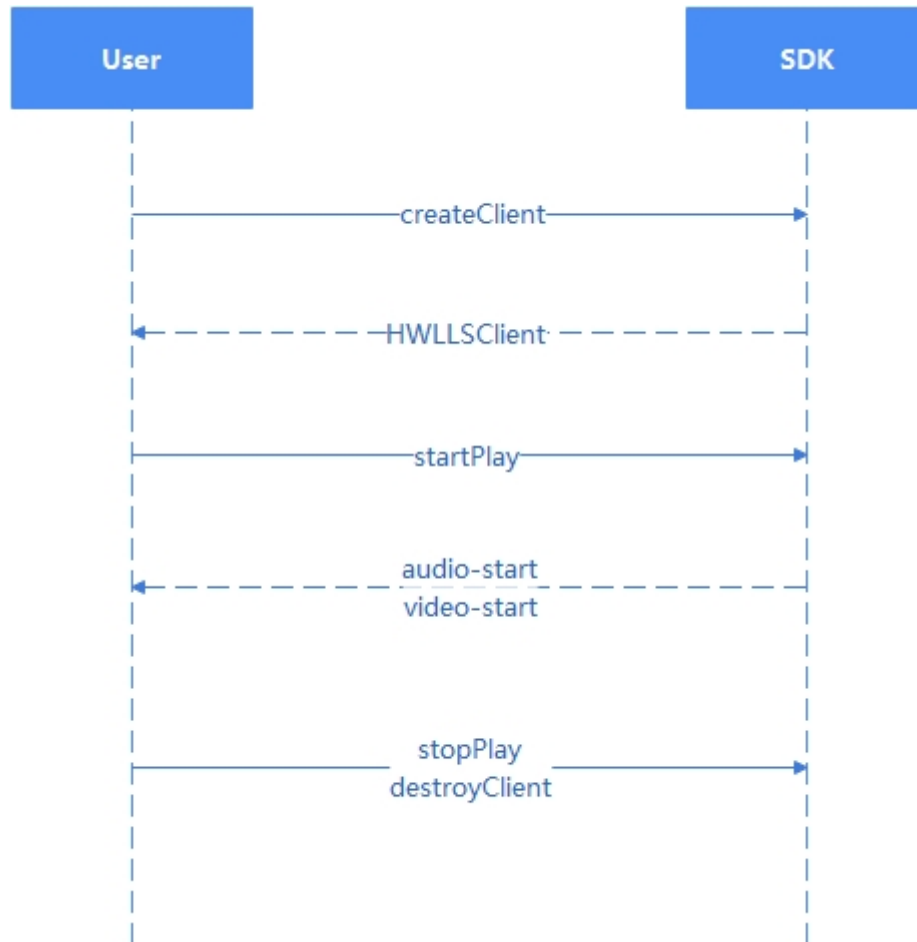 User
SDK
createClient
HWLLSClient
startPlay
audio-start
video-start
stopPlay
destroyClient